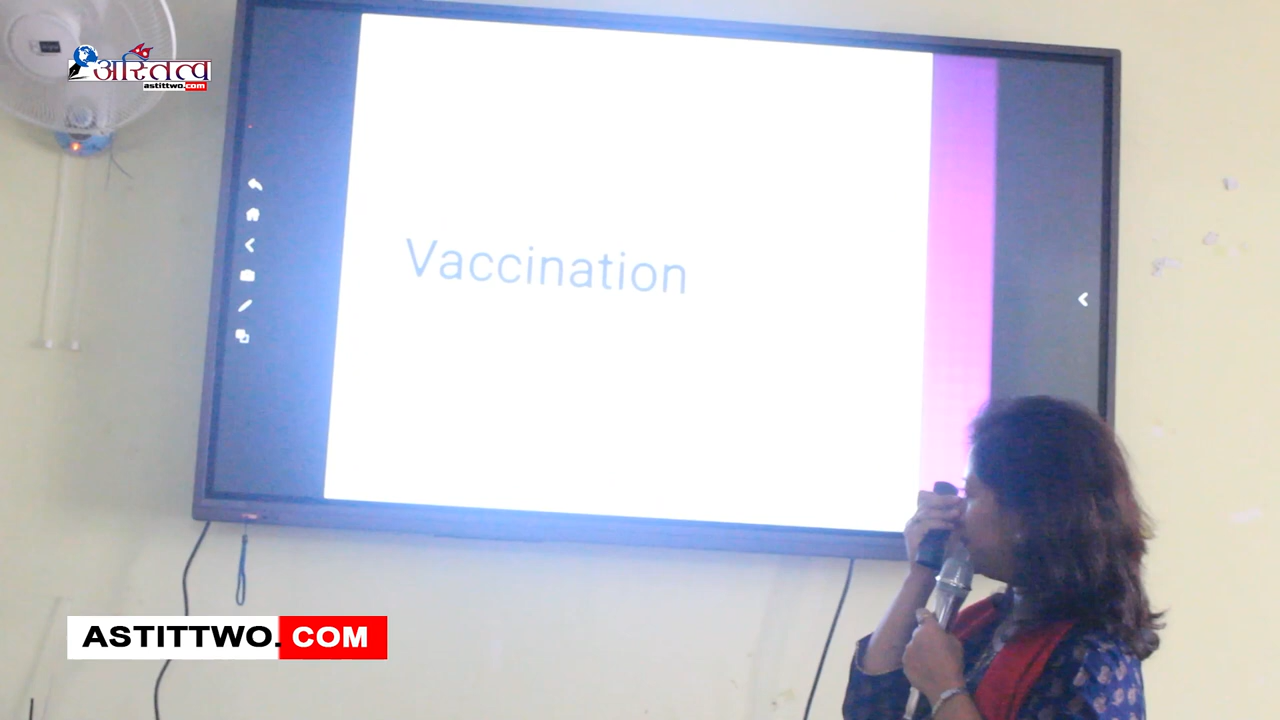 अस्तित्व
astittwo.com
Vaccination
ASTITTWO. COM